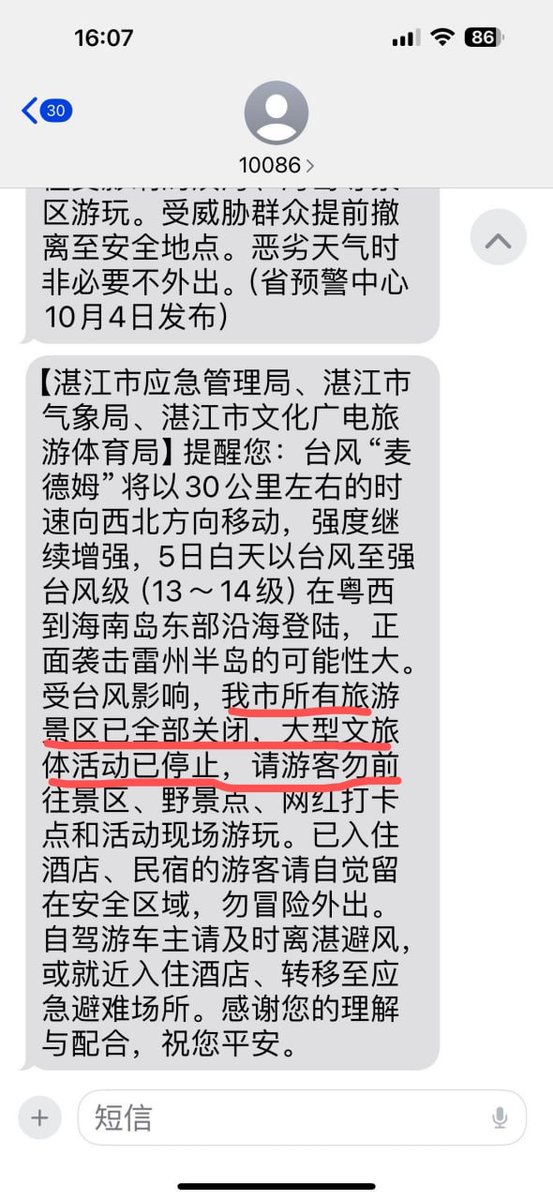 16:07
86
30
10086
区游玩。受威胁群众提前撤
离至安全地点。恶劣天气时
非必要不外出。(省预警中心
10月4日发布)
【湛江市应急管理局、湛江市
气象局、湛江市文化广电旅
游体育局】提醒您：台风“麦
德姆”将以30公里左右的时
速向西北方向移动，强度继
续增强，5日白天以台风至强
台风级（13～14级）在粤西
到海南岛东部沿海登陆，正
面袭击雷州半岛的可能性大。
受台风影响，我市所有旅游
景区已全部关闭，大型文旅
体活动已停止，请游客勿前
往景区、野景点、网红打卡
点和活动现场游玩。已入住
酒店、民宿的游客请自觉留
在安全区域，勿冒险外出。
自驾游车主请及时离湛避风，
或就近入住酒店、转移至应
急避难场所。感谢您的理解
与配合，祝您平安。
短信